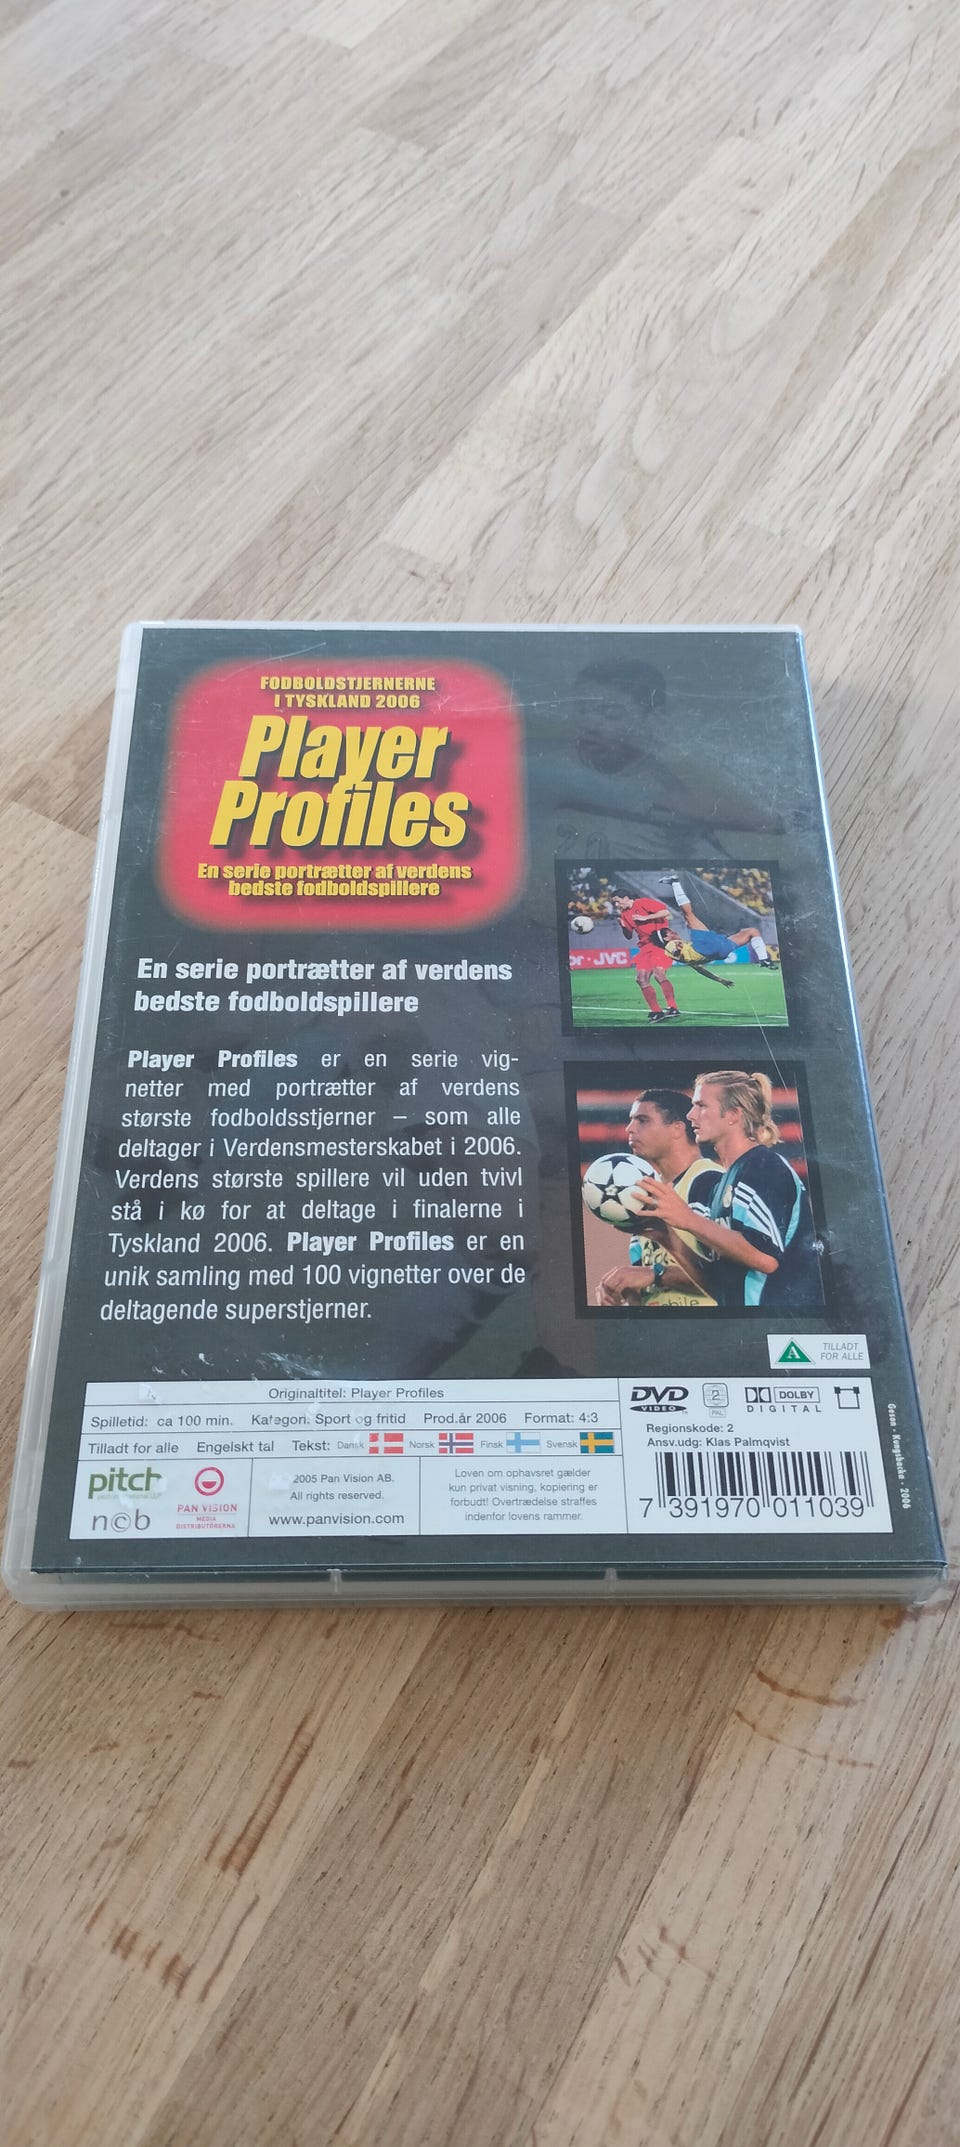 FODBOLDSTJERNERNE
I TYSKLAND 2006
Player
Profiles
En serie portrætter af verdens
bedste fodboldspillere
En serie portrætter af verdens
bedste fodboldspillere
Player Profiles er en serie vig-
netter med portrætter af verdens
største fodboldsstjerner – som alle
deltager i Verdensmesterskabet i 2006.
Verdens største spillere vil uden tvivl
stå i kø for at deltage i finalerne i
Tyskland 2006. Player Profiles er en
unik samling med 100 vignetter over de
deltagende superstjerner.
JVC
A
TILLADT
FOR ALLE
Originaltitel: Player Profiles
Spilletid: ca 100 min. Kategori: Sport og fritid Prod.år 2006 Format: 4:3
Tilladt for alle Engelskt tal Tekst: Dansk Norsk Finsk Svensk
pitch
n©b
PAN VISION
MEDIA
DISTRIBUTÖRERNA
2005 Pan Vision AB.
All rights reserved.
www.panvision.com
Loven om ophavsret gælder
kun privat visning, kopiering er
forbudt! Overtrædelse straffes
indenfor lovens rammer.
DVD
VIDEO
2
PAL
DOLBY
DIGITAL
Regionskode: 2
Ansv.udg: Klas Palmqvist
7 391970 011039
Kungsbacka - 2006